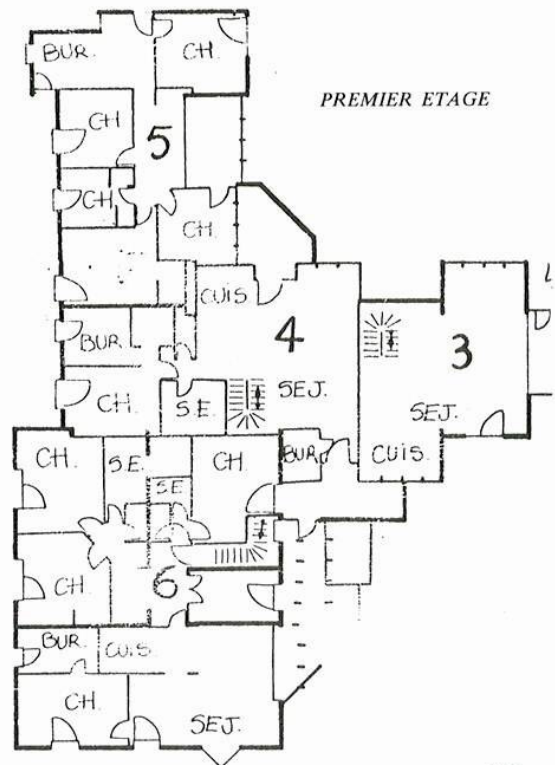 PREMIER ETAGE
BUR.
CH.
CH
5
CH
CH.
CUIS
4
3
BUR
CH.
S.E.
SEJ.
SEJ.
CUIS.
BUR
CH.
S.E.
SE
CH.
CH.
6
BUR.
CUIS.
CH.
SEJ.